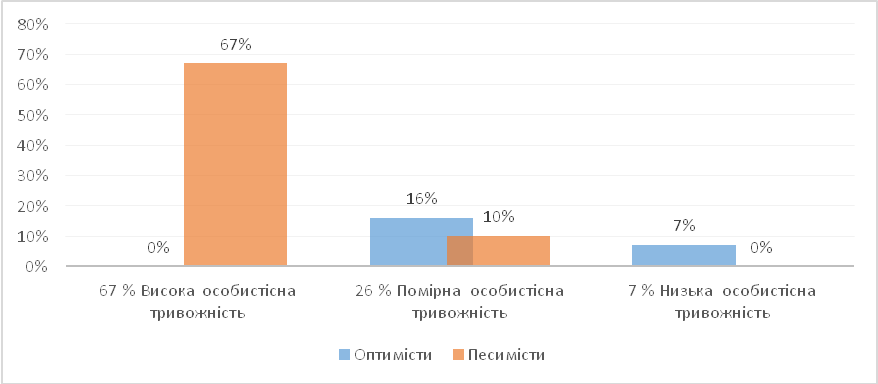 80%
70%
60%
50%
40%
30%
20%
10%
0%
67%
0%
16%
10%
7%
0%
67 % Висока особистісна
тривожність
26 % Помірна особистісна
тривожність
7 % Низька особистісна
тривожність
Оптимісти
Песимісти